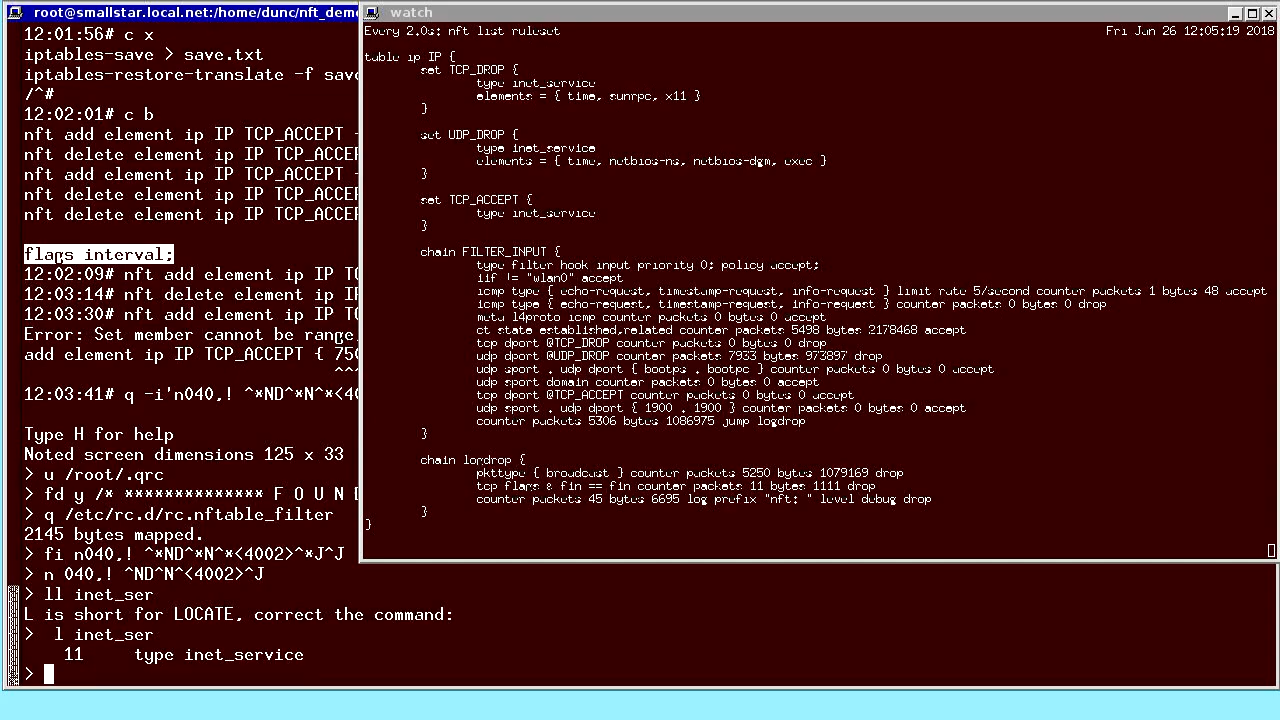 root@smallstar.local.net:/home/dunc/nft_demo
12:01:56# c x
iptables-save > save.txt
iptables-restore-translate -f save
/^#
12:02:01# c b
nft add element ip IP TCP_ACCEPT
nft delete element ip IP TCP_ACCEP
nft add element ip IP TCP_ACCEPT
nft delete element ip IP TCP_ACCEP
nft delete element ip IP TCP_ACCEP
flags interval;
12:02:09# nft add element ip IP TC
12:03:14# nft delete element ip IP
12:03:30# nft add element ip IP TC
Error: Set member cannot be range,
add element ip IP TCP_ACCEPT { 750
^^^
12:03:41# q -i'n040,! ^*ND^*N^*<40
Type H for help
Noted screen dimensions 125 x 33
> u /root/.qrc
> fd y /* ************** F O U N D
> q /etc/rc.d/rc.nftable_filter
2145 bytes mapped.
> fi n040,! ^*ND^*N^*<4002>^*J^J
> n 040,! ^ND^N^<4002>^J
> ll inet_ser
L is short for LOCATE, correct the command:
>  l inet_ser
11     type inet_service
>
watch
Every 2.0s: nft list ruleset Fri Jun 26 12:05:19 2018
table ip IP {
set TCP_DROP {
type inet_service
elements = { time, sunrpc, x11 }
}
set UDP_DROP {
type inet_service
elements = { time, netbios-ns, netbios-dgm, exec }
}
set TCP_ACCEPT {
type inet_service
}
chain FILTER_INPUT {
type filter hook input priority 0; policy accept;
iif != "wlan0" accept
icmp type { echo-request, timestamp-request, info-request } limit rate 5/second counter packets 1 bytes 48 accept
icmp type { echo-request, timestamp-request, info-request } counter packets 0 bytes 0 drop
meta l4proto icmp counter packets 0 bytes 0 accept
ct state established,related counter packets 5498 bytes 2178468 accept
tcp dport @TCP_DROP counter packets 0 bytes 0 drop
udp dport @UDP_DROP counter packets 7933 bytes 973897 drop
udp sport . udp dport { bootps . bootpc } counter packets 0 bytes 0 accept
udp sport domain counter packets 0 bytes 0 accept
tcp dport @TCP_ACCEPT counter packets 0 bytes 0 accept
udp sport . udp dport { 1900 . 1900 } counter packets 0 bytes 0 accept
counter packets 5306 bytes 1086975 jump logdrop
}
chain logdrop {
pkttype { broadcast } counter packets 5250 bytes 1079169 drop
tcp flags & fin == fin counter packets 11 bytes 1111 drop
counter packets 45 bytes 6695 log prefix "nft: " level debug drop
}
}